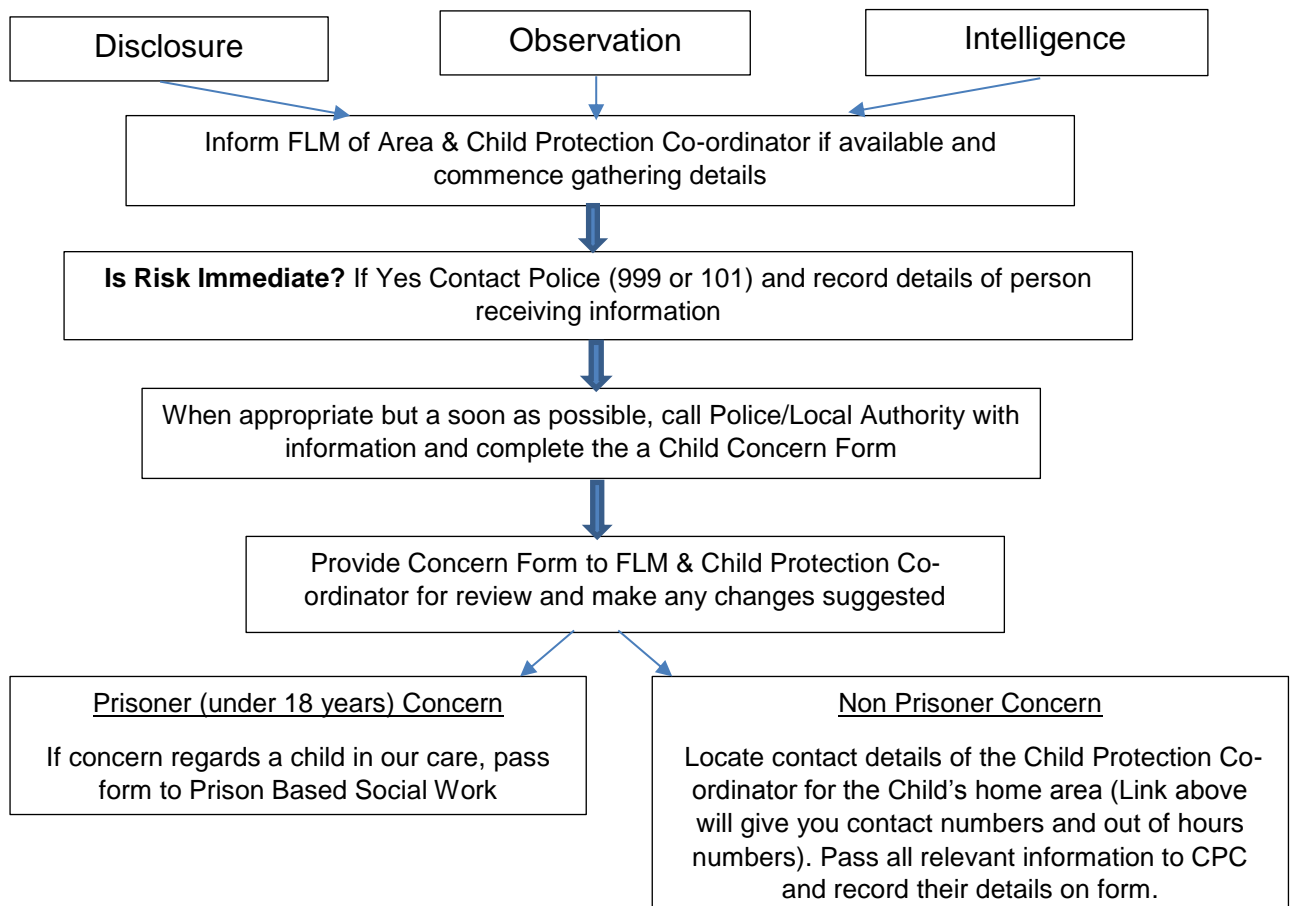 Disclosure
Observation
Intelligence
Inform FLM of Area & Child Protection Co-ordinator if available and
commence gathering details
Is Risk Immediate? If Yes Contact Police (999 or 101) and record details of person
receiving information
When appropriate but a soon as possible, call Police/Local Authority with
information and complete the a Child Concern Form
Provide Concern Form to FLM & Child Protection Co-
ordinator for review and make any changes suggested
Prisoner (under 18 years) Concern
If concern regards a child in our care, pass
form to Prison Based Social Work
Non Prisoner Concern
Locate contact details of the Child Protection Co-
ordinator for the Child’s home area (Link above
will give you contact numbers and out of hours
numbers). Pass all relevant information to CPC
and record their details on form.